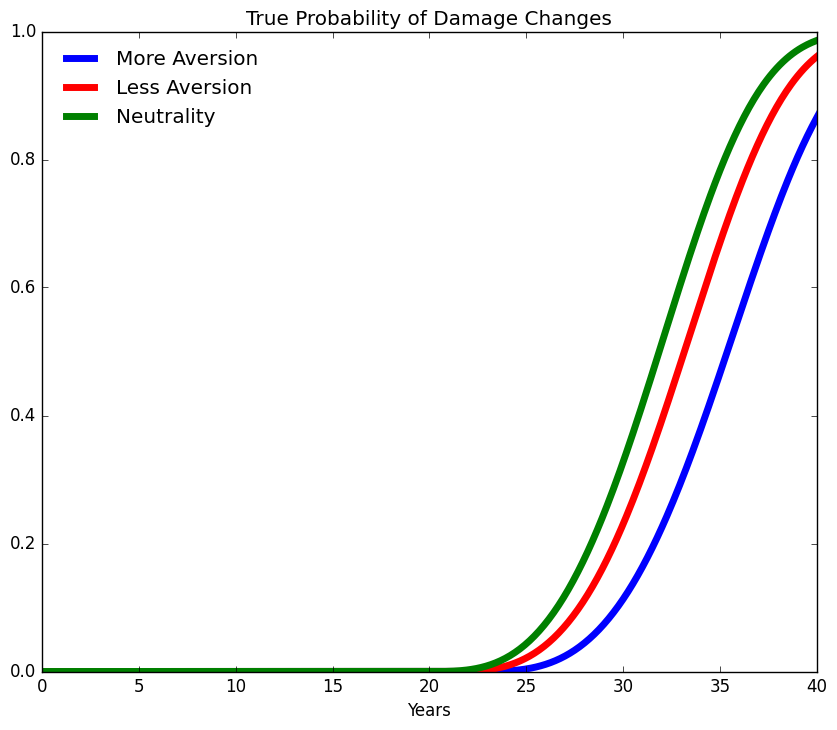 True Probability of Damage Changes
1.0
More Aversion
Less Aversion
Neutrality
0.8
0.6
0.4
0.2
0.0
0 5 10 15 20 25 30 35 40
Years